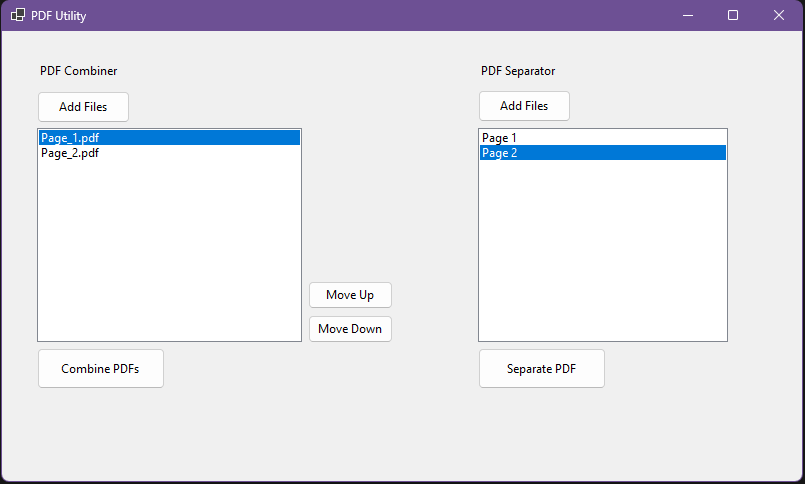 PDF Utility
PDF Combiner
Add Files
Page_1.pdf
Page_2.pdf
Move Up
Move Down
Combine PDFs
PDF Separator
Add Files
Page 1
Page 2
Separate PDF